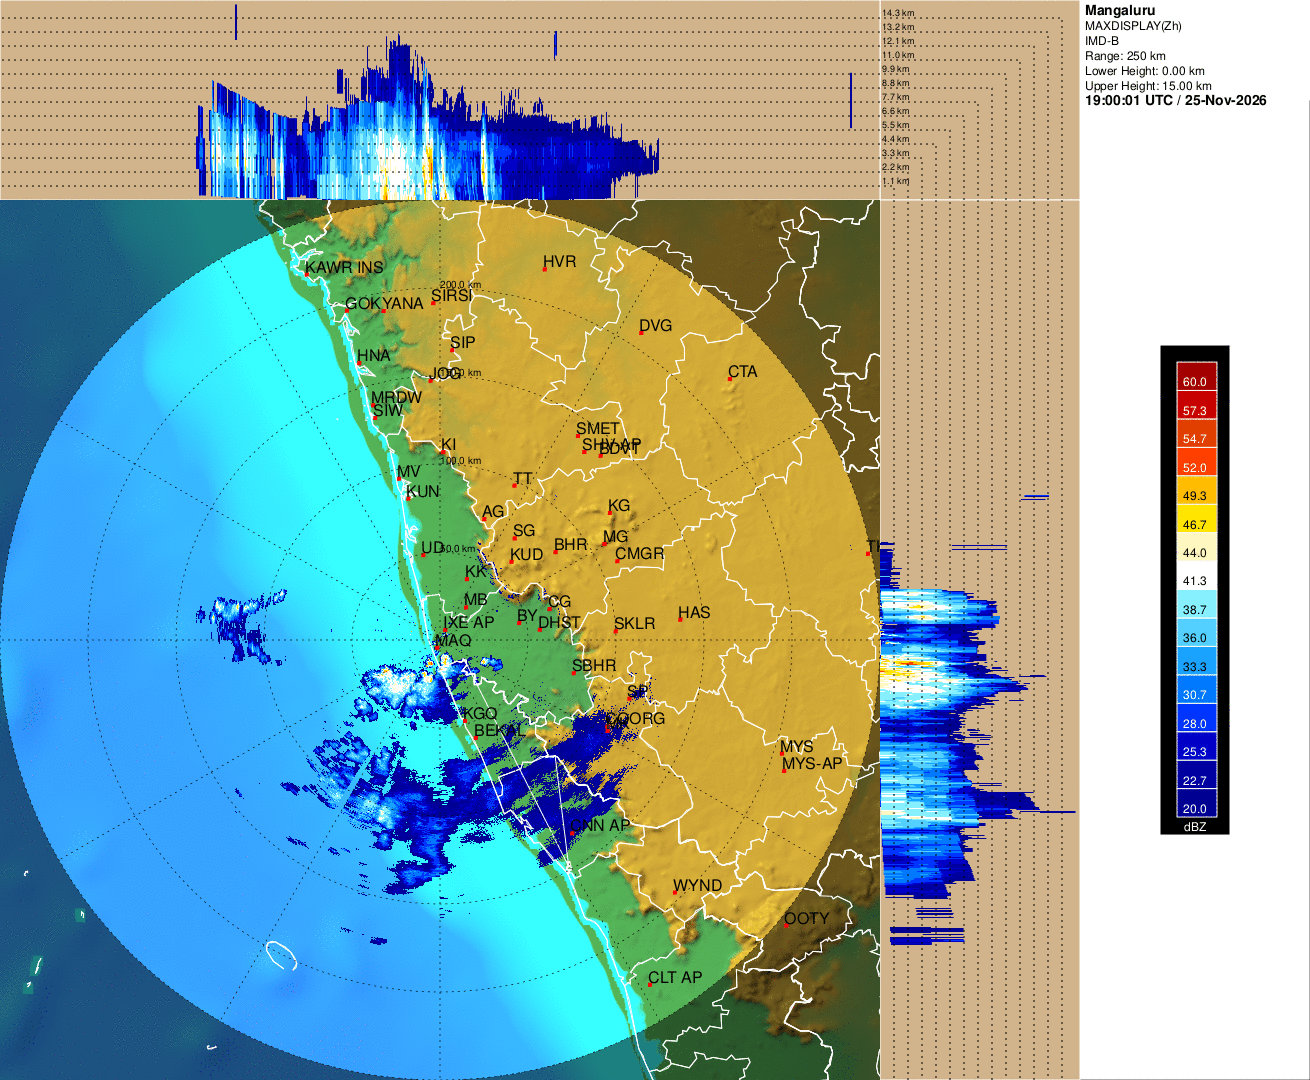 14.3 km
13.2 km
12.1 km
11.0 km
9.9 km
8.8 km
7.7 km
6.6 km
5.5 km
4.4 km
3.3 km
2.2 km
1.1 km
Mangaluru
MAXDISPLAY(Zh)
IMD-B
Range: 250 km
Lower Height: 0.00 km
Upper Height: 15.00 km
19:00:01 UTC / 25-Nov-2026
KAWR INS
HVR
200.0 km
SIRSI
GOKYANA
DVG
SIP
HNA
JOG
CTA
MRDW
SIW
SMET
SHV-AP
BDVT
KI
100.0 km
MV
TT
KUN
AG
KG
SG
MG
UD
50.0 km
KUD
BHR
CMGR
KK
MB
CG
IXE AP
BY
DHST
SKLR
HAS
MAQ
SBHR
KGQ
COORG
BEKAL
MYS
MYS-AP
CNN AP
WYND
OOTY
CLT AP
60.0
57.3
54.7
52.0
49.3
46.7
44.0
41.3
38.7
36.0
33.3
30.7
28.0
25.3
22.7
20.0
dBZ